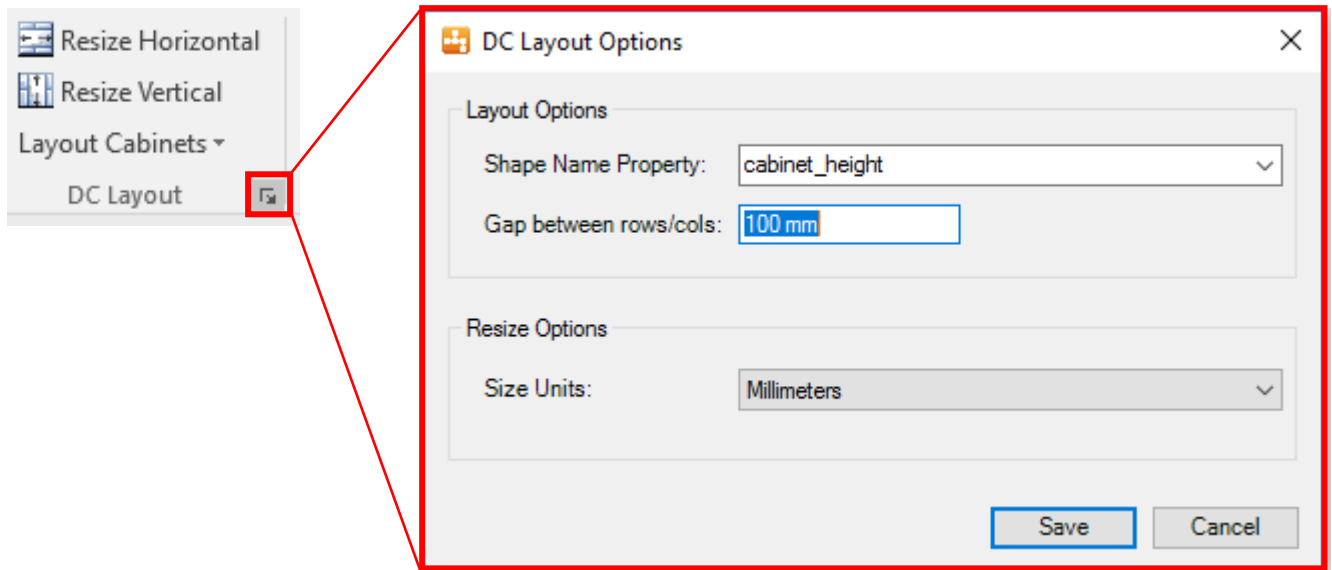 Resize Horizontal
Resize Vertical
Layout Cabinets
DC Layout
DC Layout Options
Layout Options
Shape Name Property: cabinet_height
Gap between rows/cols: 100 mm
Resize Options
Size Units: Millimeters
Save Cancel